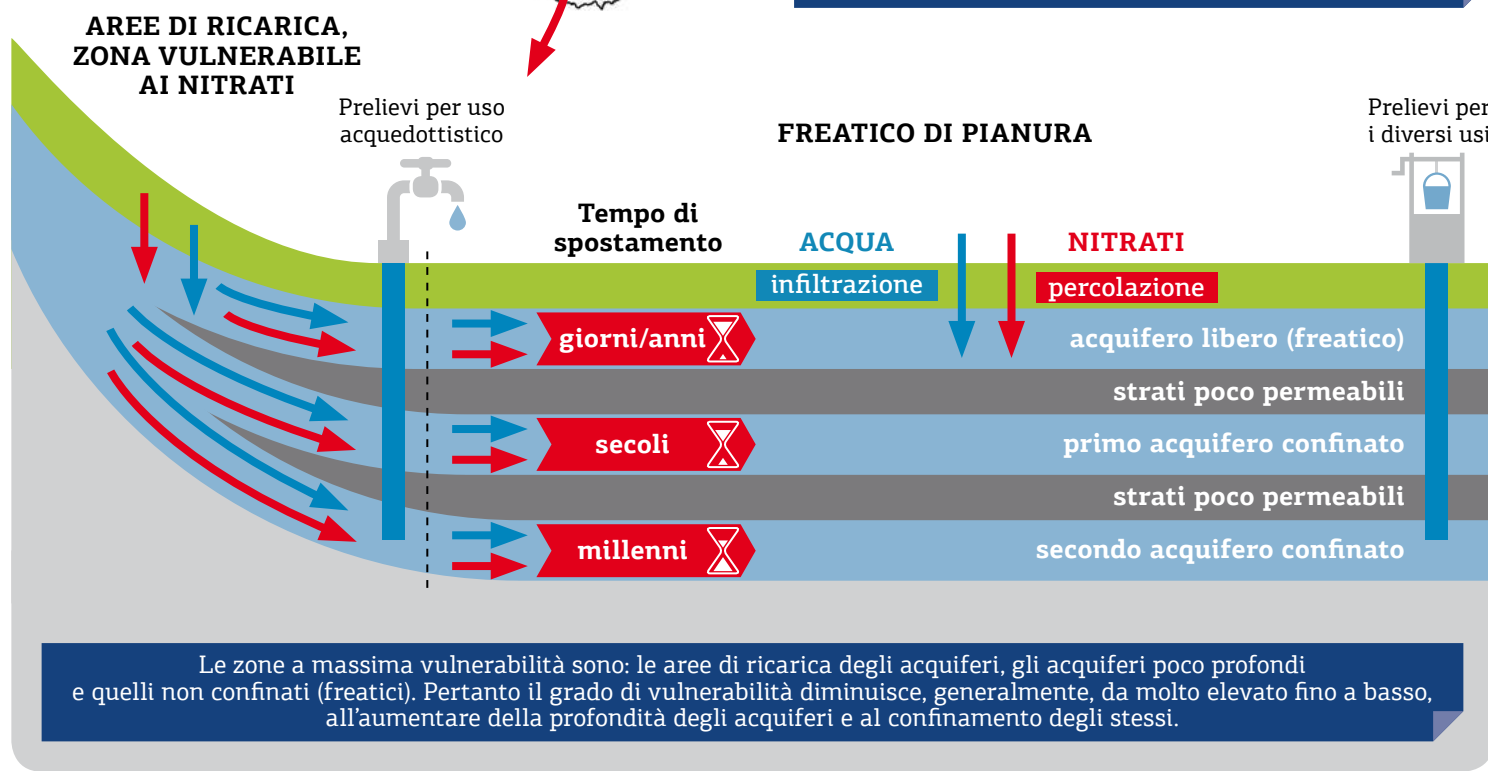 AREE DI RICARICA,
ZONA VULNERABILE
AI NITRATI
Prelievi per uso
acquedottistico
FREATICO DI PIANURA
Prelievi per
i diversi usi
Tempo di
spostamento
ACQUA
infiltrazione
NITRATI
percolazione
giorni/anni
acquifero libero (freatico)
strati poco permeabili
secoli
primo acquifero confinato
strati poco permeabili
millenni
secondo acquifero confinato
Le zone a massima vulnerabilità sono: le aree di ricarica degli acquiferi, gli acquiferi poco profondi
e quelli non confinati (freatici). Pertanto il grado di vulnerabilità diminuisce, generalmente, da molto elevato fino a basso,
all'aumentare della profondità degli acquiferi e al confinamento degli stessi.